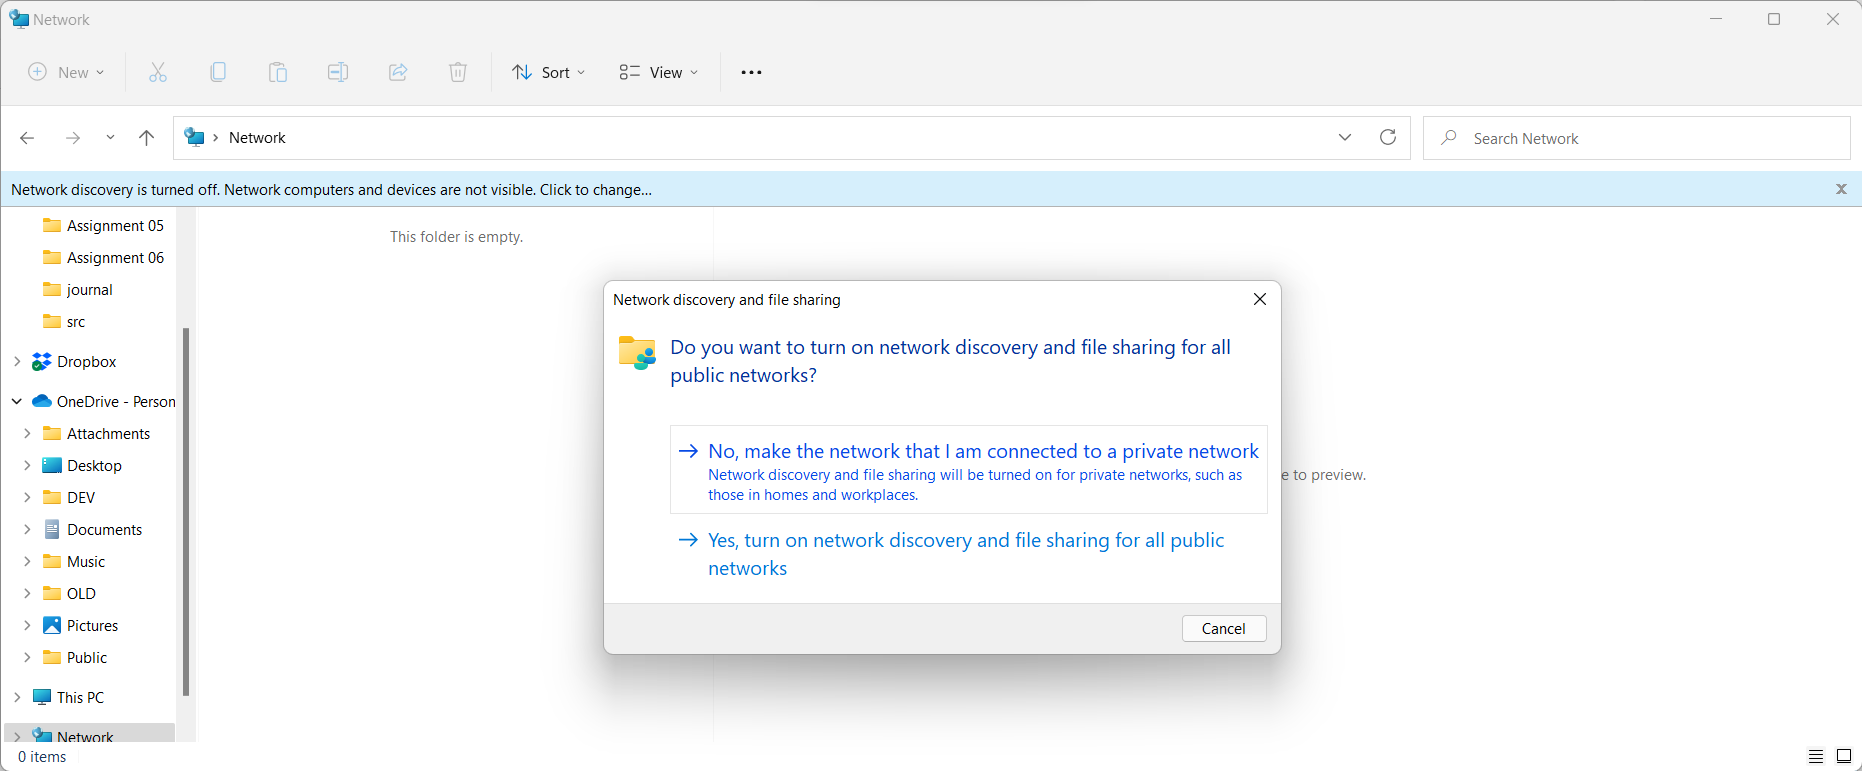 Network
New
Sort
View
Network
Search Network
Network discovery is turned off. Network computers and devices are not visible. Click to change...
x
Assignment 05
Assignment 06
journal
src
Dropbox
OneDrive - Person
Attachments
Desktop
DEV
Documents
Music
OLD
Pictures
Public
This PC
Network
0 items
This folder is empty.
e to preview.
Network discovery and file sharing
Do you want to turn on network discovery and file sharing for all
public networks?
No, make the network that I am connected to a private network
Network discovery and file sharing will be turned on for private networks, such as
those in homes and workplaces.
Yes, turn on network discovery and file sharing for all public
networks
Cancel